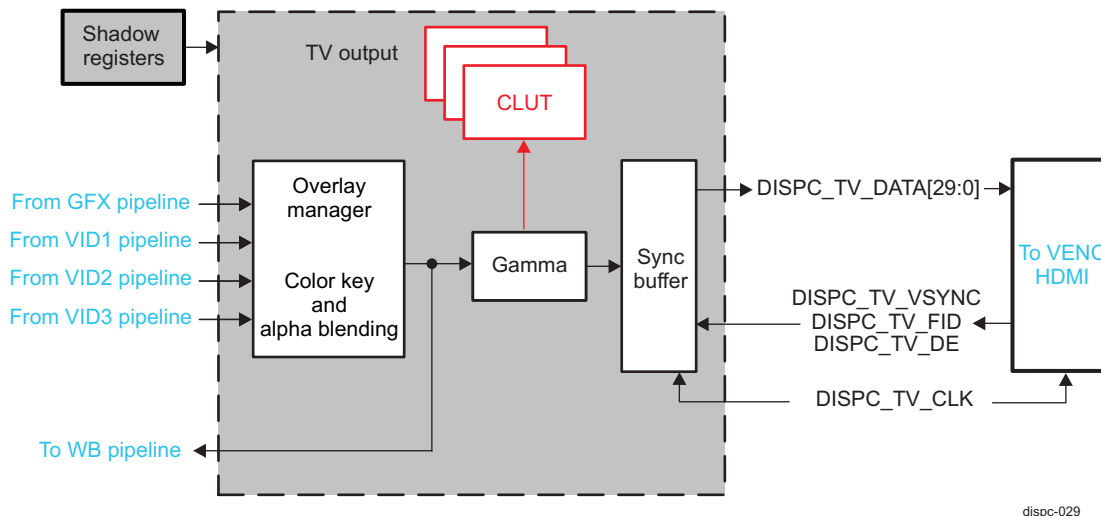 Shadow
registers
TV output
CLUT
From GFX pipeline
From VID1 pipeline
From VID2 pipeline
From VID3 pipeline
Overlay
manager
Color key
and
alpha blending
Gamma
Sync
buffer
DISPC_TV_DATA[29:0]
To VENC
HDMI
DISPC_TV_VSYNC
DISPC_TV_FID
DISPC_TV_DE
DISPC_TV_CLK
To WB pipeline
dispc-029